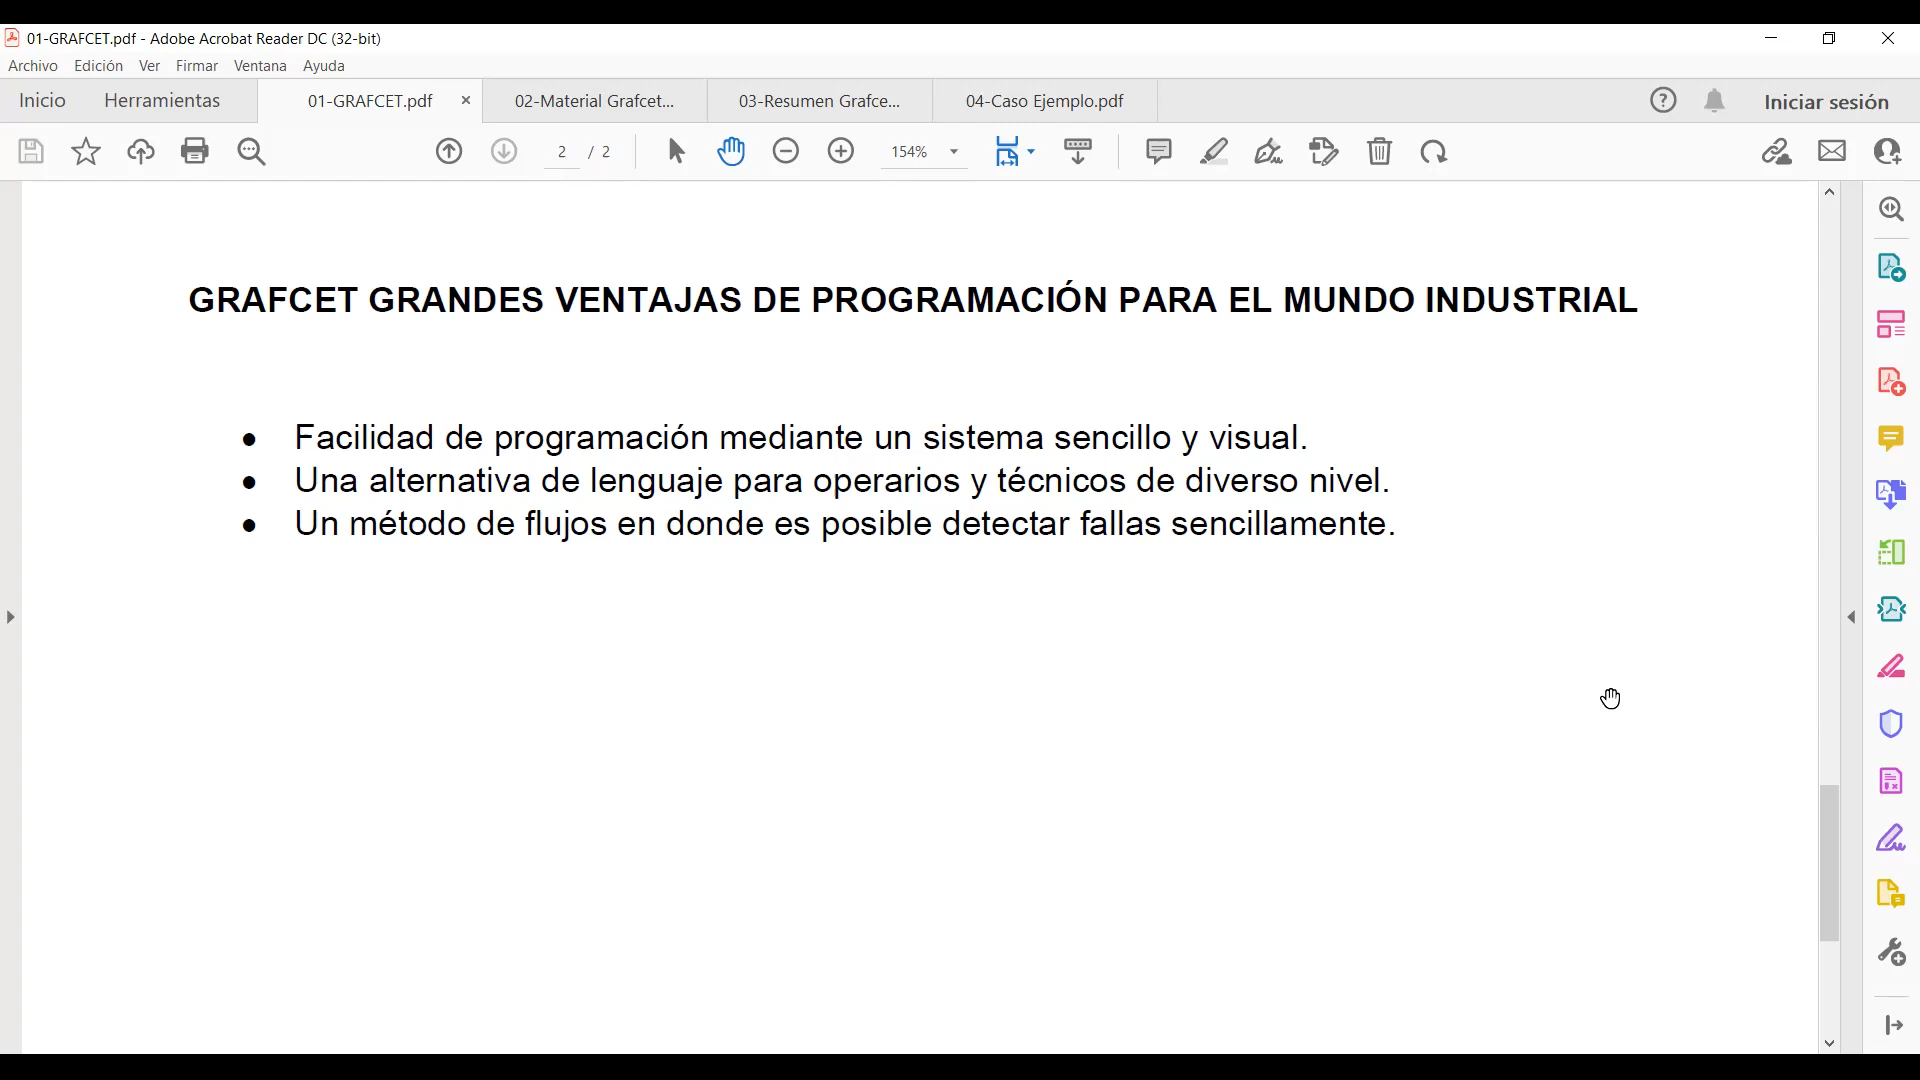 01-GRAFCET.pdf - Adobe Acrobat Reader DC (32-bit)
Archivo Edición Ver Firmar Ventana Ayuda
Inicio Herramientas 01-GRAFCET.pdf 02-Material Grafcet... 03-Resumen Grafce... 04-Caso Ejemplo.pdf Iniciar sesión
2 / 2 154%
GRAFCET GRANDES VENTAJAS DE PROGRAMACIÓN PARA EL MUNDO INDUSTRIAL
● Facilidad de programación mediante un sistema sencillo y visual.
● Una alternativa de lenguaje para operarios y técnicos de diverso nivel.
● Un método de flujos en donde es posible detectar fallas sencillamente.